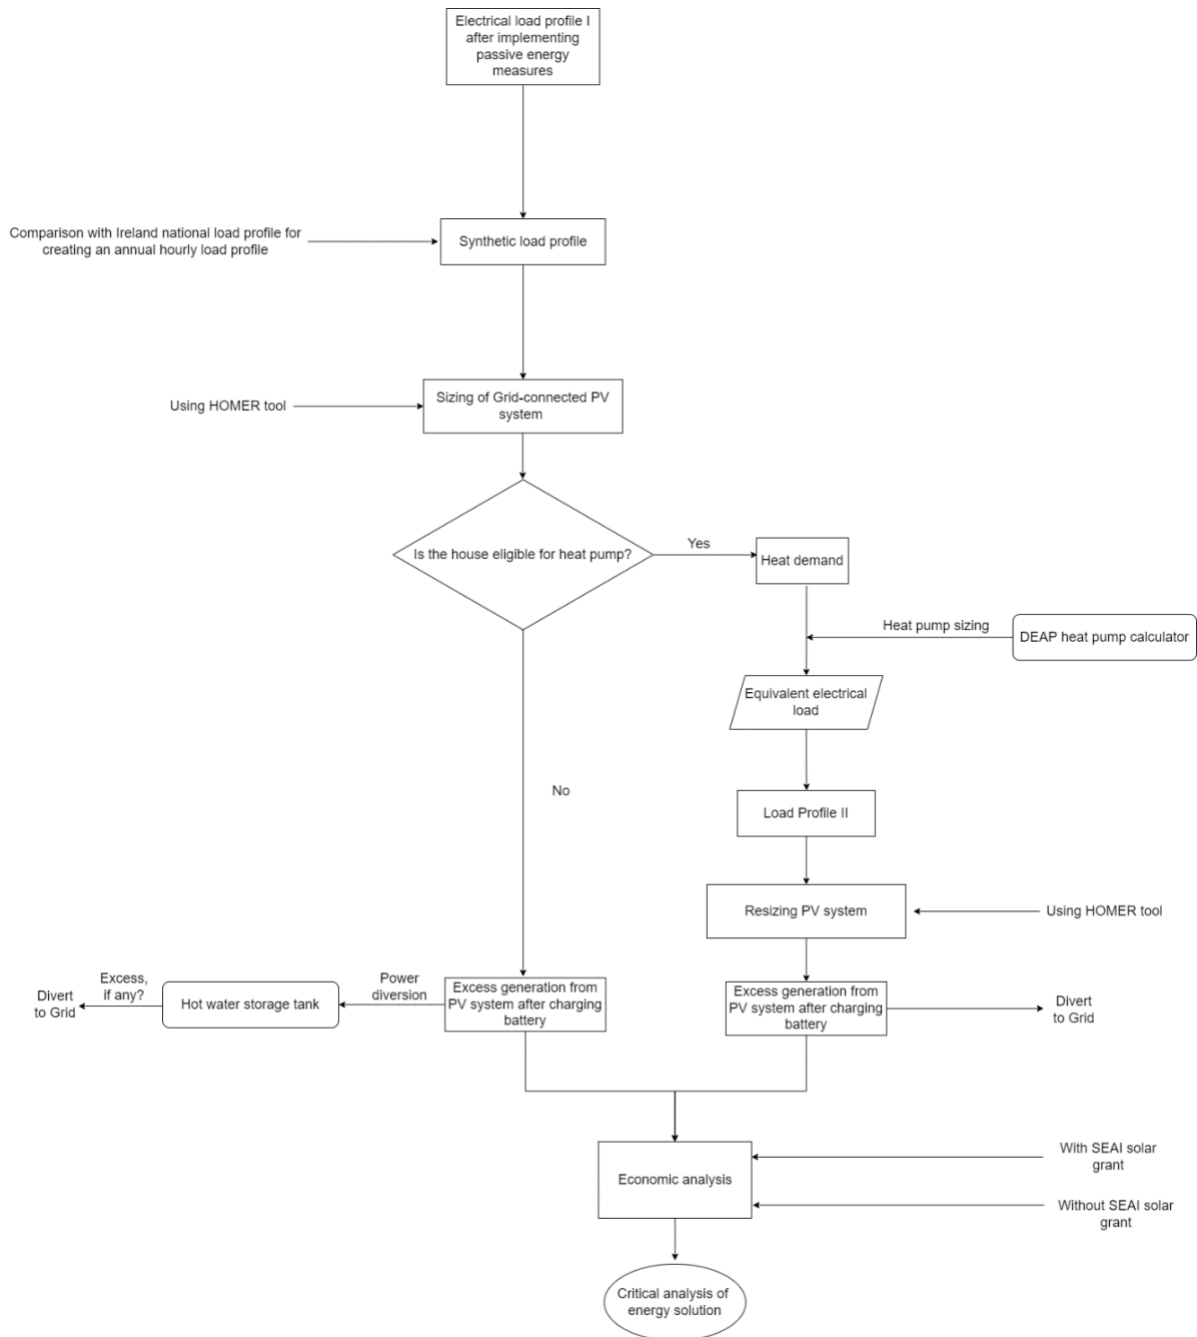 Electrical load profile I
after implementing
passive energy
measures
Comparison with Ireland national load profile for
creating an annual hourly load profile
Synthetic load profile
Using HOMER tool
Sizing of Grid-connected PV
system
Is the house eligible for heat pump?
Yes
Heat demand
Heat pump sizing
DEAP heat pump calculator
Equivalent electrical
load
No
Load Profile II
Resizing PV system
Using HOMER tool
Divert
to Grid
Excess,
if any?
Hot water storage tank
Power
diversion
Excess generation from
PV system after charging
battery
Excess generation from
PV system after charging
battery
Divert
to Grid
Economic analysis
With SEAI solar
grant
Without SEAI solar
grant
Critical analysis of
energy solution